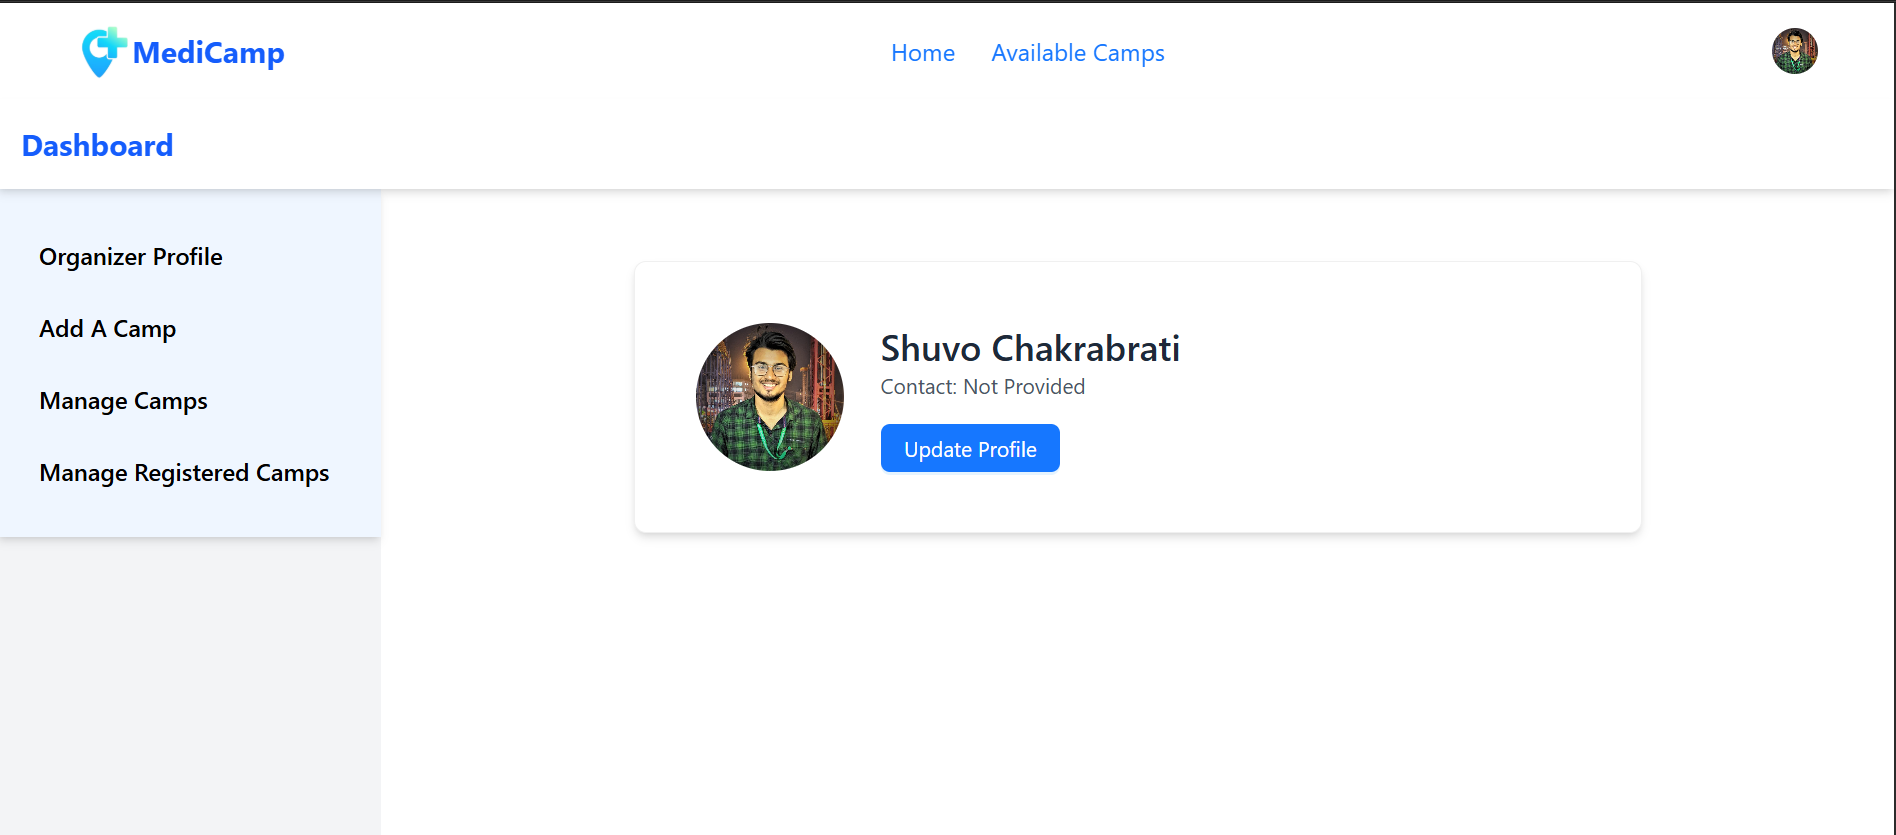 MediCamp
Home
Available Camps
Dashboard
Organizer Profile
Add A Camp
Manage Camps
Manage Registered Camps
Shuvo Chakrabrati
Contact: Not Provided
Update Profile